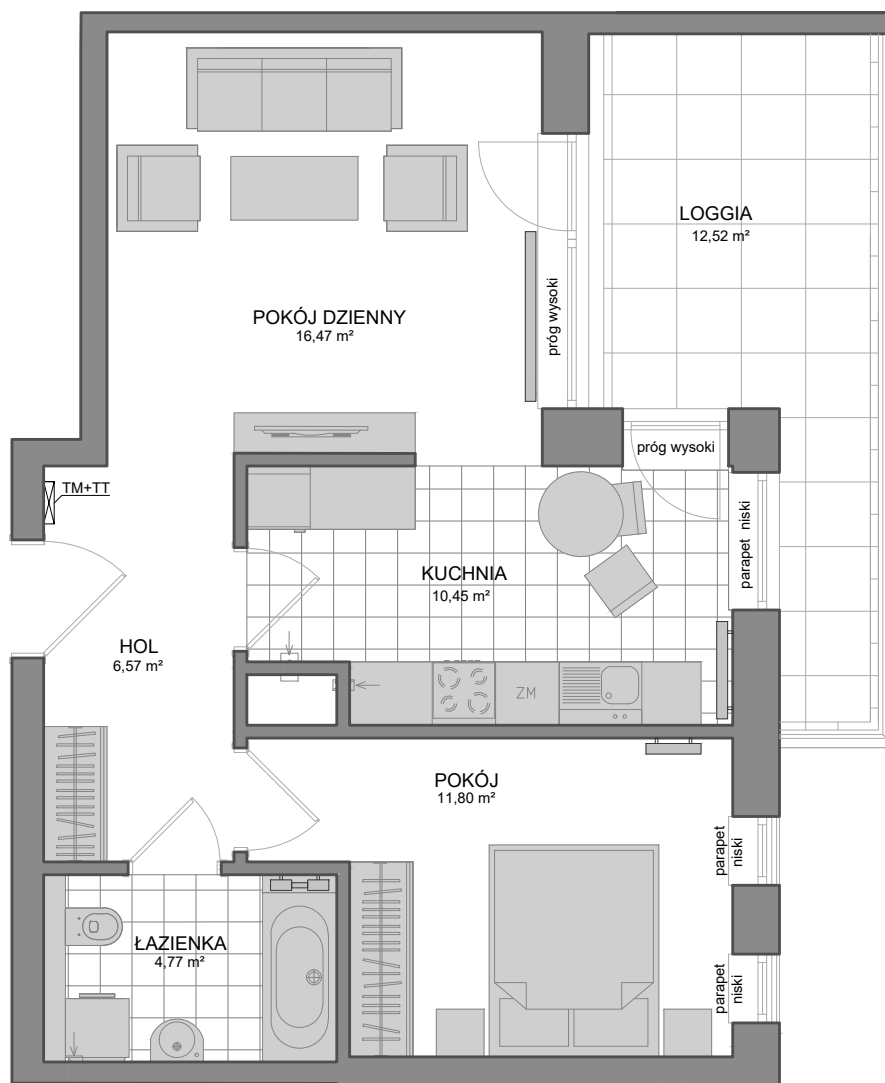 LOGGIA
12,52 m²
POKÓJ DZIENNY
16,47 m²
próg wysoki
próg wysoki
TM+TT
KUCHNIA
10,45 m²
parapet niski
HOL
6,57 m²
ZM
POKÓJ
11,80 m²
parapet
niski
ŁAZIENKA
4,77 m²
parapet
niski